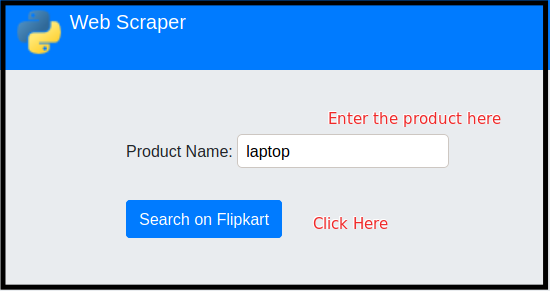 Web Scraper
Enter the product here
Product Name: laptop
Search on Flipkart
Click Here